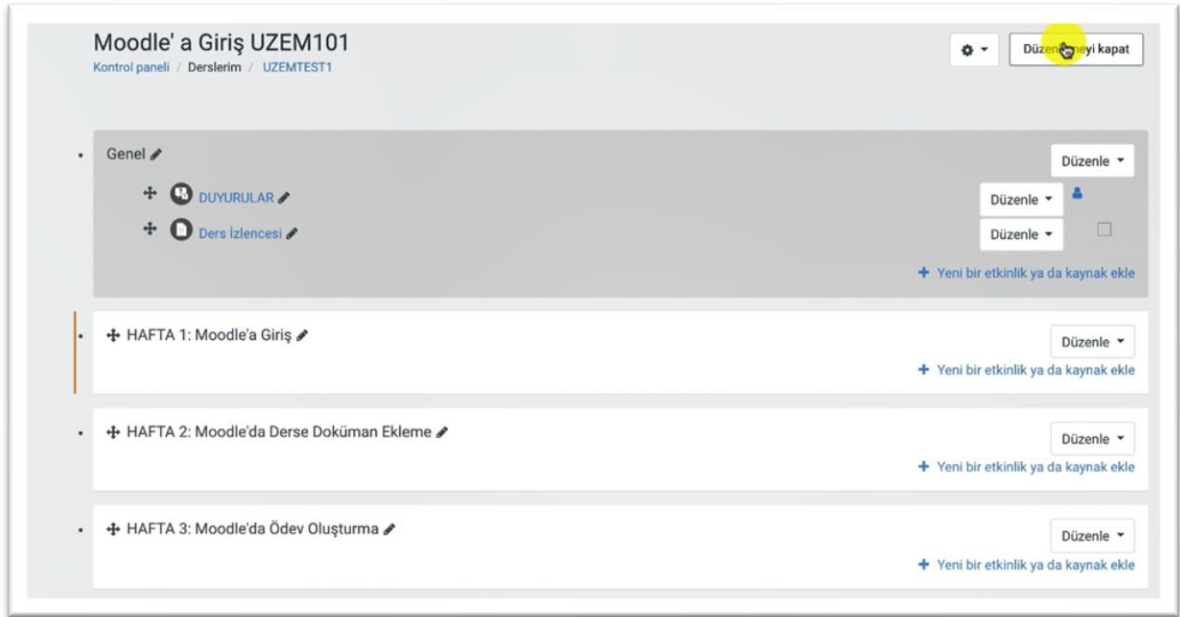 Moodle' a Giriş UZEM101
Kontrol paneli / Derslerim / UZEMTEST1
Düzenlemeyi kapat
Genel
Düzenle
DUYURULAR
Düzenle
Ders İzlencesi
Düzenle
+ Yeni bir etkinlik ya da kaynak ekle
HAFTA 1: Moodle'a Giriş
Düzenle
+ Yeni bir etkinlik ya da kaynak ekle
HAFTA 2: Moodle'da Derse Doküman Ekleme
Düzenle
+ Yeni bir etkinlik ya da kaynak ekle
HAFTA 3: Moodle'da Ödev Oluşturma
Düzenle
+ Yeni bir etkinlik ya da kaynak ekle